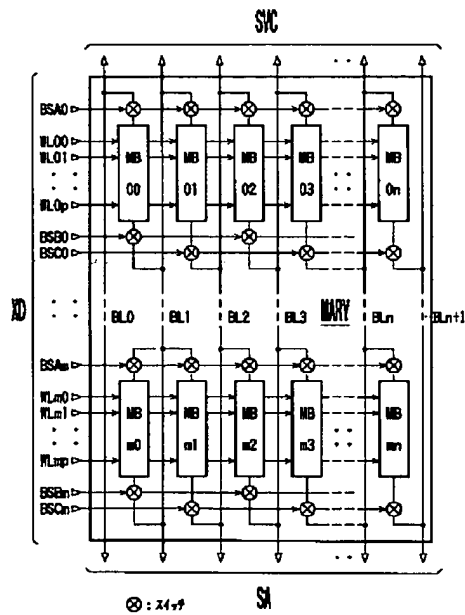 SVC
BSA0
WL00
WL01
WL0p
MB 00
MB 01
MB 02
MB 03
MB 0n
BSB0
BSC0
XD
BL0
BL1
BL2
BL3
MARY
BLn
BLn+1
BSAm
WLm0
WLm1
WLmp
MB m0
MB m1
MB m2
MB m3
MB mn
BSBm
BSCm
SA
⊗:スイッチ